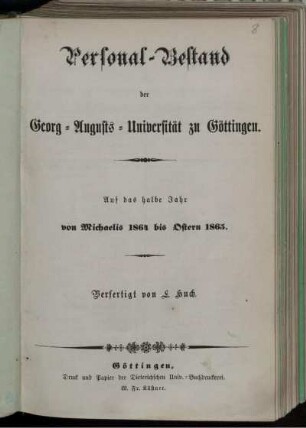 8
Personal-Bestand
der
Georg-Augusts-Universität zu Göttingen.
Auf das halbe Jahr
von Michaelis 1864 bis Ostern 1865.
Verfertigt von L. Huch.
Göttingen,
Druck und Papier der Dieterichschen Univ.-Buchdruckerei.
W. Fr. Kästner.